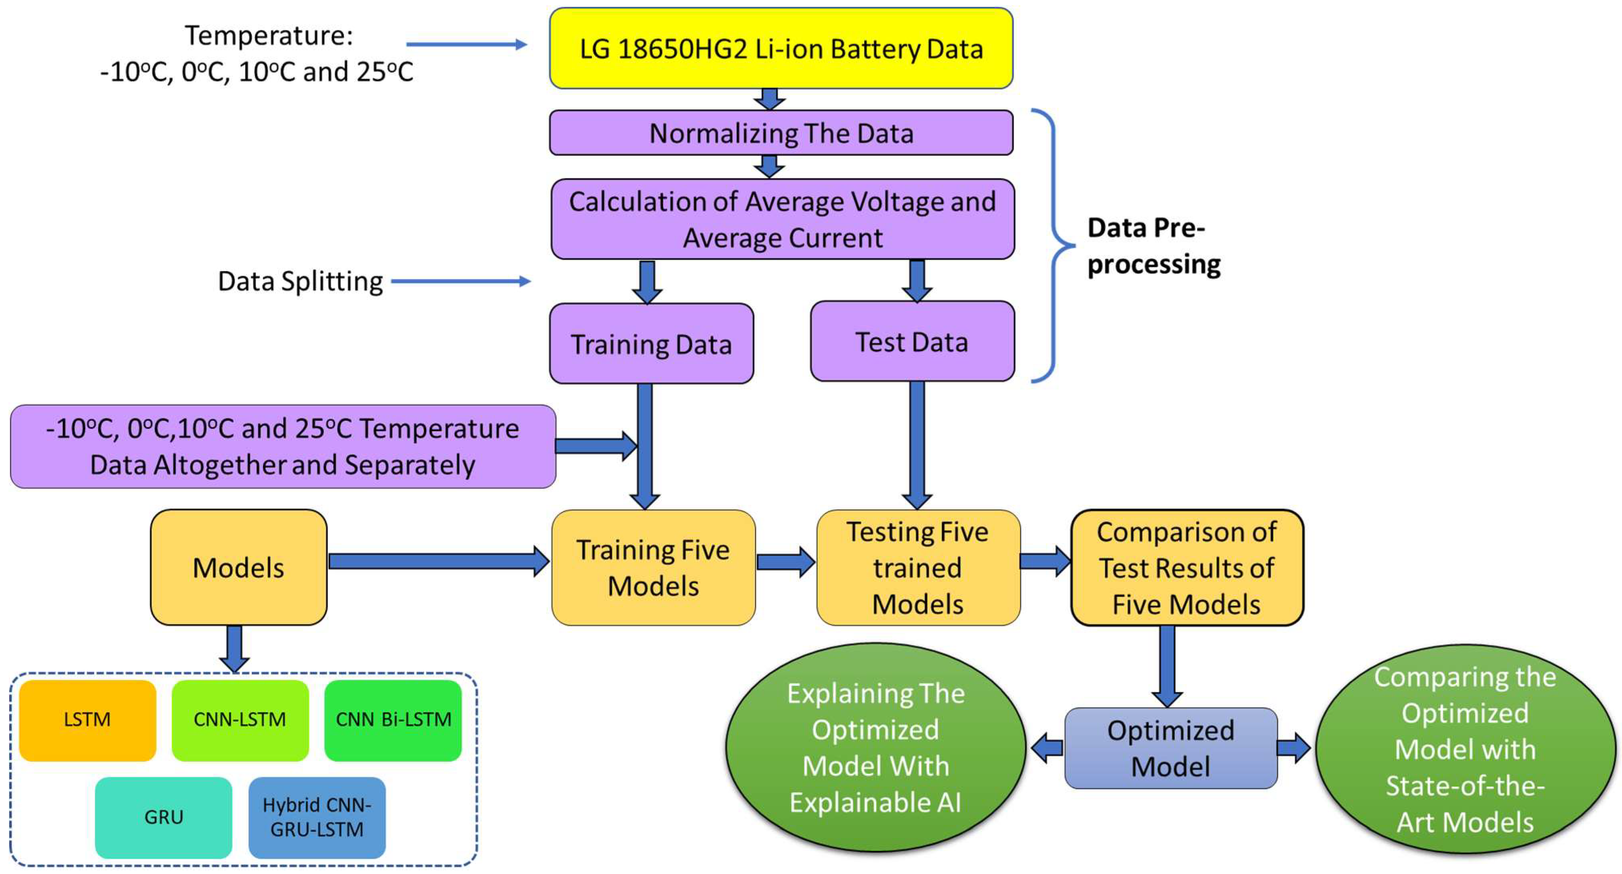 Temperature:
-10°C, 0°C, 10°C and 25°C
LG 18650HG2 Li-ion Battery Data
Normalizing The Data
Calculation of Average Voltage and
Average Current
Data Pre-
processing
Data Splitting
Training Data
Test Data
-10°C, 0°C,10°C and 25°C Temperature
Data Altogether and Separately
Models
Training Five
Models
Testing Five
trained
Models
Comparison of
Test Results of
Five Models
LSTM
CNN-LSTM
CNN Bi-LSTM
GRU
Hybrid CNN-
GRU-LSTM
Explaining The
Optimized
Model With
Explainable AI
Optimized
Model
Comparing the
Optimized
Model with
State-of-the-
Art Models